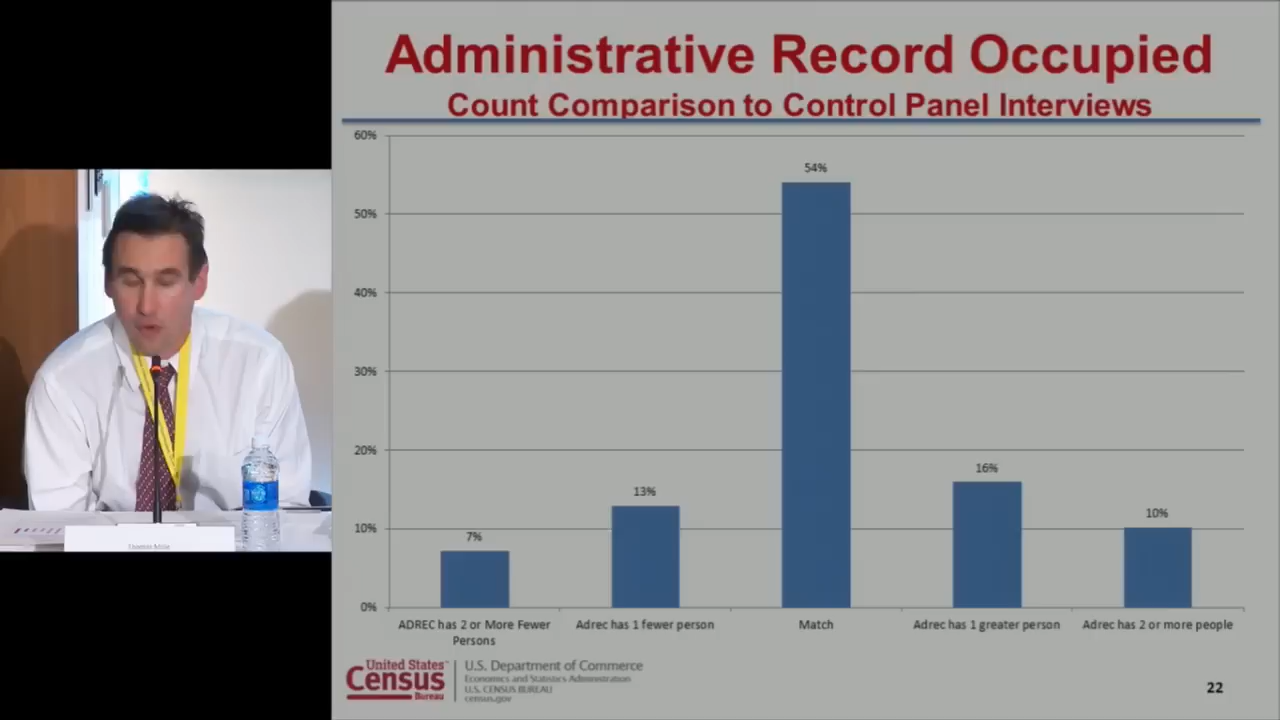 Administrative Record Occupied
Count Comparison to Control Panel Interviews
60%
50%
40%
30%
20%
10%
0%
7%
13%
54%
16%
10%
ADREC has 2 or More Fewer
Persons
Adrec has 1 fewer person
Match
Adrec has 1 greater person
Adrec has 2 or more people
United States
Census
Bureau
U.S. Department of Commerce
Economics and Statistics Administration
U.S. CENSUS BUREAU
census.gov
22